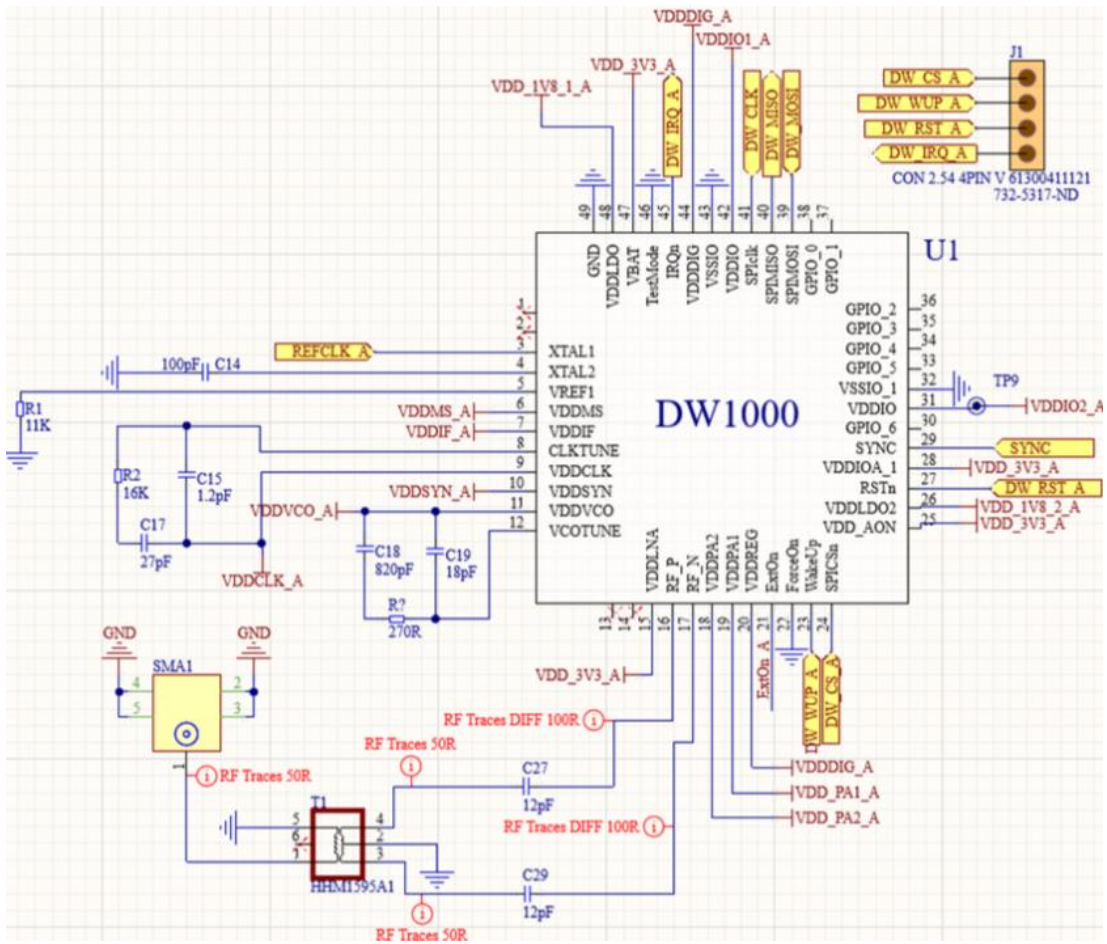 VDDDIG_A
VDDIO1_A
VDD_3V3_A
VDD_1V8_1_A
DW_IRQ_A
DW_CLK
DW_MISO
DW_MOSI
J1
DW_CS_A
DW_WUP_A
DW_RST_A
DW_IRQ_A
CON 2.54 4PIN V 61300411121
732-5317-ND
49
48
47
46
45
44
43
42
41
40
39
38
37
GND
VDDLDO
VBAT
TestMode
IRQn
VDDDIG
VSSIO
VDDIO
SPIclk
SPIMISO
SPIMOSI
GPIO_0
GPIO_1
U1
DW1000
1
2
3
XTAL1
4
XTAL2
5
VREF1
6
VDDMS
7
VDDIF
8
CLKTUNE
9
VDDCLK
10
VDDSYN
11
VDDVCO
12
VCOTUNE
GPIO_2
36
GPIO_3
35
GPIO_4
34
GPIO_5
33
VSSIO_1
32
VDDIO
31
GPIO_6
30
SYNC
29
VDDIOA_1
28
RSTn
27
VDDLDO2
26
VDD_AON
25
TP9
VDDIO2_A
SYNC
VDD_3V3_A
DW_RST_A
VDD_1V8_2_A
VDD_3V3_A
REFCLK_A
100pF
C14
R1
11K
VDDMS_A
VDDIF_A
R2
16K
C15
1.2pF
C17
27pF
VDDCLK_A
VDDSYN_A
VDDVCO_A
C18
820pF
C19
18pF
R?
270R
VDDLNA
RF_P
RF_N
VDDPA2
VDDPA1
VDDREG
ExtOn
ForceOn
WakeUp
SPICSn
13
14
15
16
17
18
19
20
21
22
23
24
VDD_3V3_A
ExtOn_A
DW_WUP_A
DW_CS_A
VDDDIG_A
VDD_PA1_A
VDD_PA2_A
GND
GND
SMA1
4
5
2
3
1
RF Traces 50R
RF Traces DIFF 100R
RF Traces 50R
C27
12pF
T1
5
6
1
4
2
3
HHM1595A1
RF Traces DIFF 100R
C29
12pF
RF Traces 50R